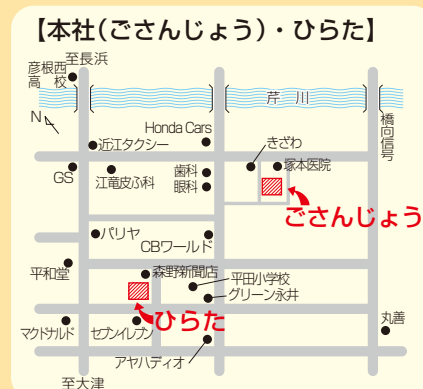 【本社(ごさんじょう)・ひらた】
至長浜
彦根西
高校
芹川
N
橋向信号
Honda Cars
近江タクシー
きざわ
GS
江竜皮ふ科
歯科
眼科
塚本医院
ごさんじょう
パリヤ
CBワールド
平和堂
森野新聞店
平田小学校
グリーン永井
ひらた
マクドナルド
セブンイレブン
丸善
アヤハディオ
至大津